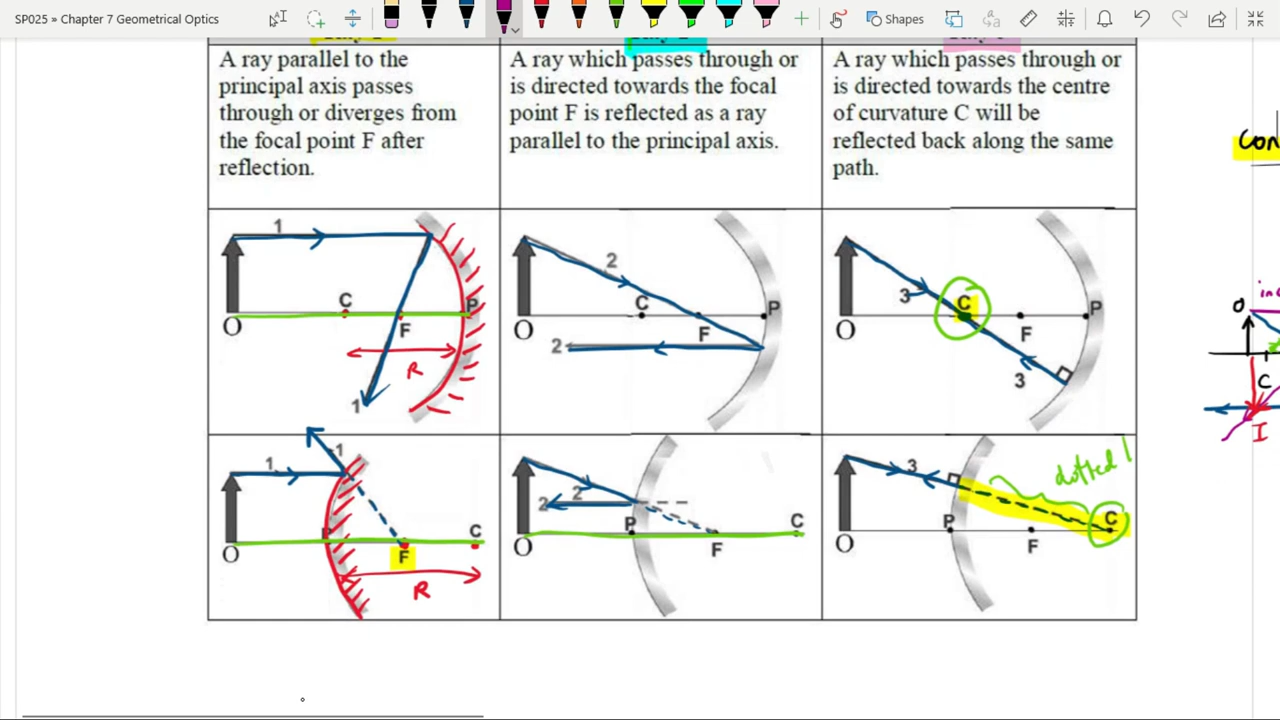 SP025 » Chapter 7 Geometrical Optics
Shapes
A ray parallel to the
principal axis passes
through or diverges from
the focal point F after
reflection.
A ray which passes through or
is directed towards the focal
point F is reflected as a ray
parallel to the principal axis.
A ray which passes through or
is directed towards the centre
of curvature C will be
reflected back along the same
path.
con
1
C
F
P
O
R
1
2
C
F
P
O
2
3
C
F
P
O
3
inc
O
C
I
1
1
P
F
C
O
R
2
2
P
F
C
O
3
dotted l
P
F
C
O